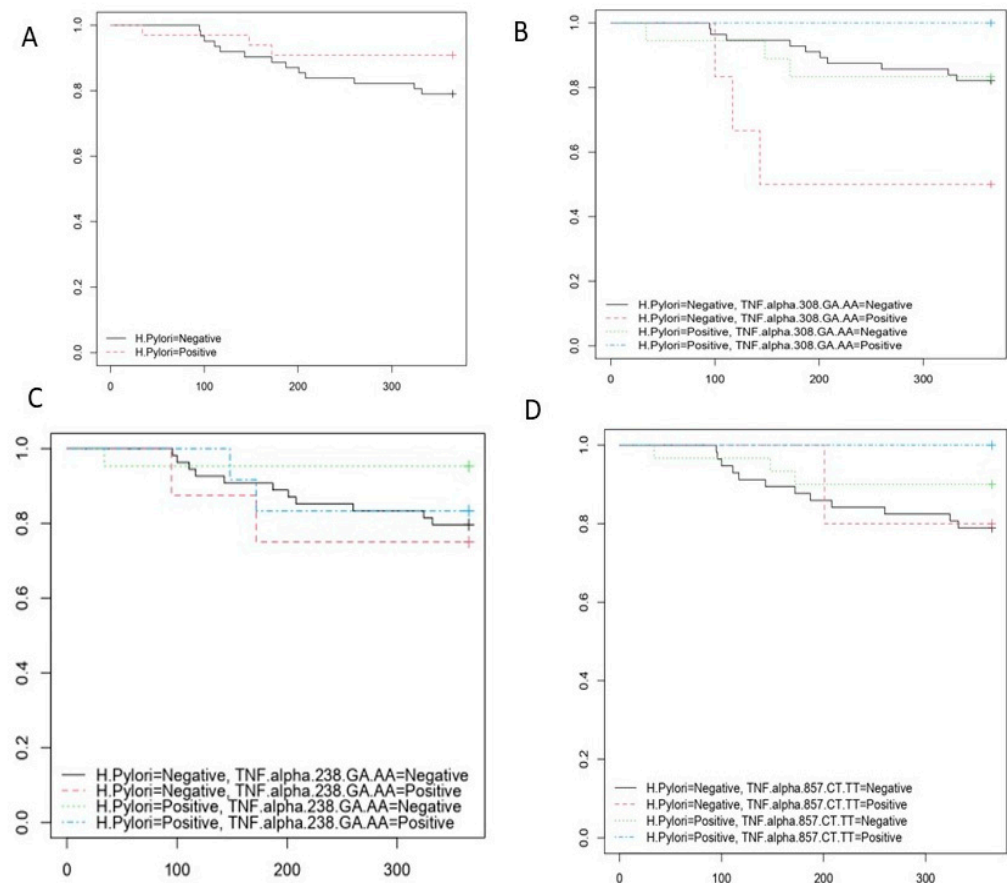 A
1.0
0.8
0.6
0.4
0.2
0.0
H.Pylori=Negative
H.Pylori=Positive
0 100 200 300
B
1.0
0.8
0.6
0.4
0.2
0.0
H.Pylori=Negative, TNF.alpha.308.GA.AA=Negative
H.Pylori=Negative, TNF.alpha.308.GA.AA=Positive
H.Pylori=Positive, TNF.alpha.308.GA.AA=Negative
H.Pylori=Positive, TNF.alpha.308.GA.AA=Positive
0 100 200 300
C
1.0
0.8
0.6
0.4
0.2
0.0
H.Pylori=Negative, TNF.alpha.238.GA.AA=Negative
H.Pylori=Negative, TNF.alpha.238.GA.AA=Positive
H.Pylori=Positive, TNF.alpha.238.GA.AA=Negative
H.Pylori=Positive, TNF.alpha.238.GA.AA=Positive
0 100 200 300
D
1.0
0.8
0.6
0.4
0.2
0.0
H.Pylori=Negative, TNF.alpha.857.CT.TT=Negative
H.Pylori=Negative, TNF.alpha.857.CT.TT=Positive
H.Pylori=Positive, TNF.alpha.857.CT.TT=Negative
H.Pylori=Positive, TNF.alpha.857.CT.TT=Positive
0 100 200 300